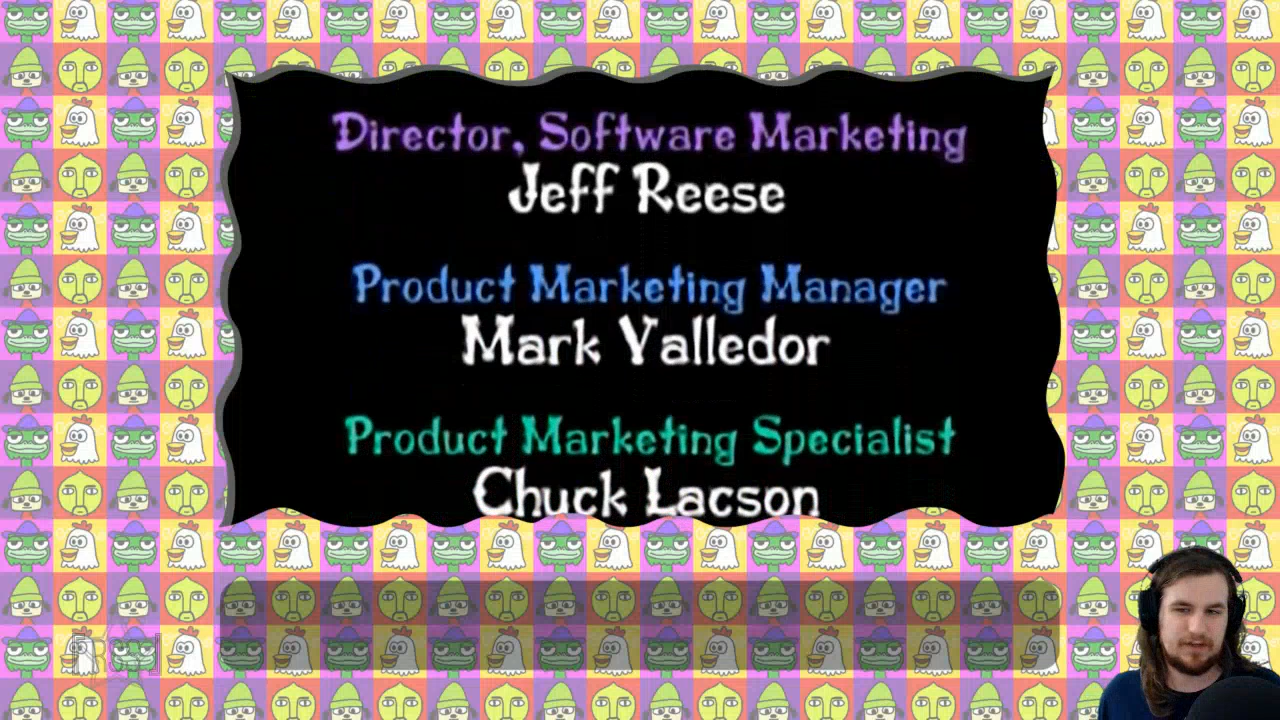 Director, Software Marketing
Jeff Reese
Product Marketing Manager
Mark Valledor
Product Marketing Specialist
Chuck Lacson